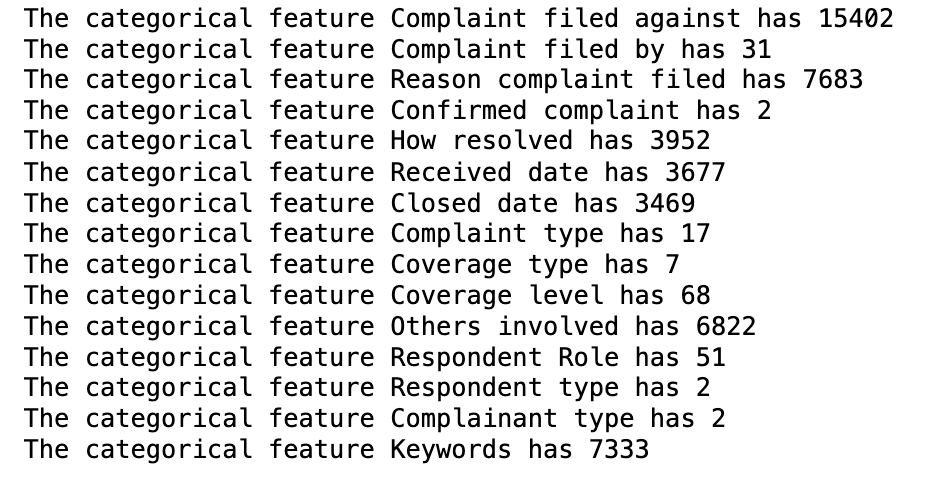 The categorical feature Complaint filed against has 15402
The categorical feature Complaint filed by has 31
The categorical feature Reason complaint filed has 7683
The categorical feature Confirmed complaint has 2
The categorical feature How resolved has 3952
The categorical feature Received date has 3677
The categorical feature Closed date has 3469
The categorical feature Complaint type has 17
The categorical feature Coverage type has 7
The categorical feature Coverage level has 68
The categorical feature Others involved has 6822
The categorical feature Respondent Role has 51
The categorical feature Respondent type has 2
The categorical feature Complainant type has 2
The categorical feature Keywords has 7333